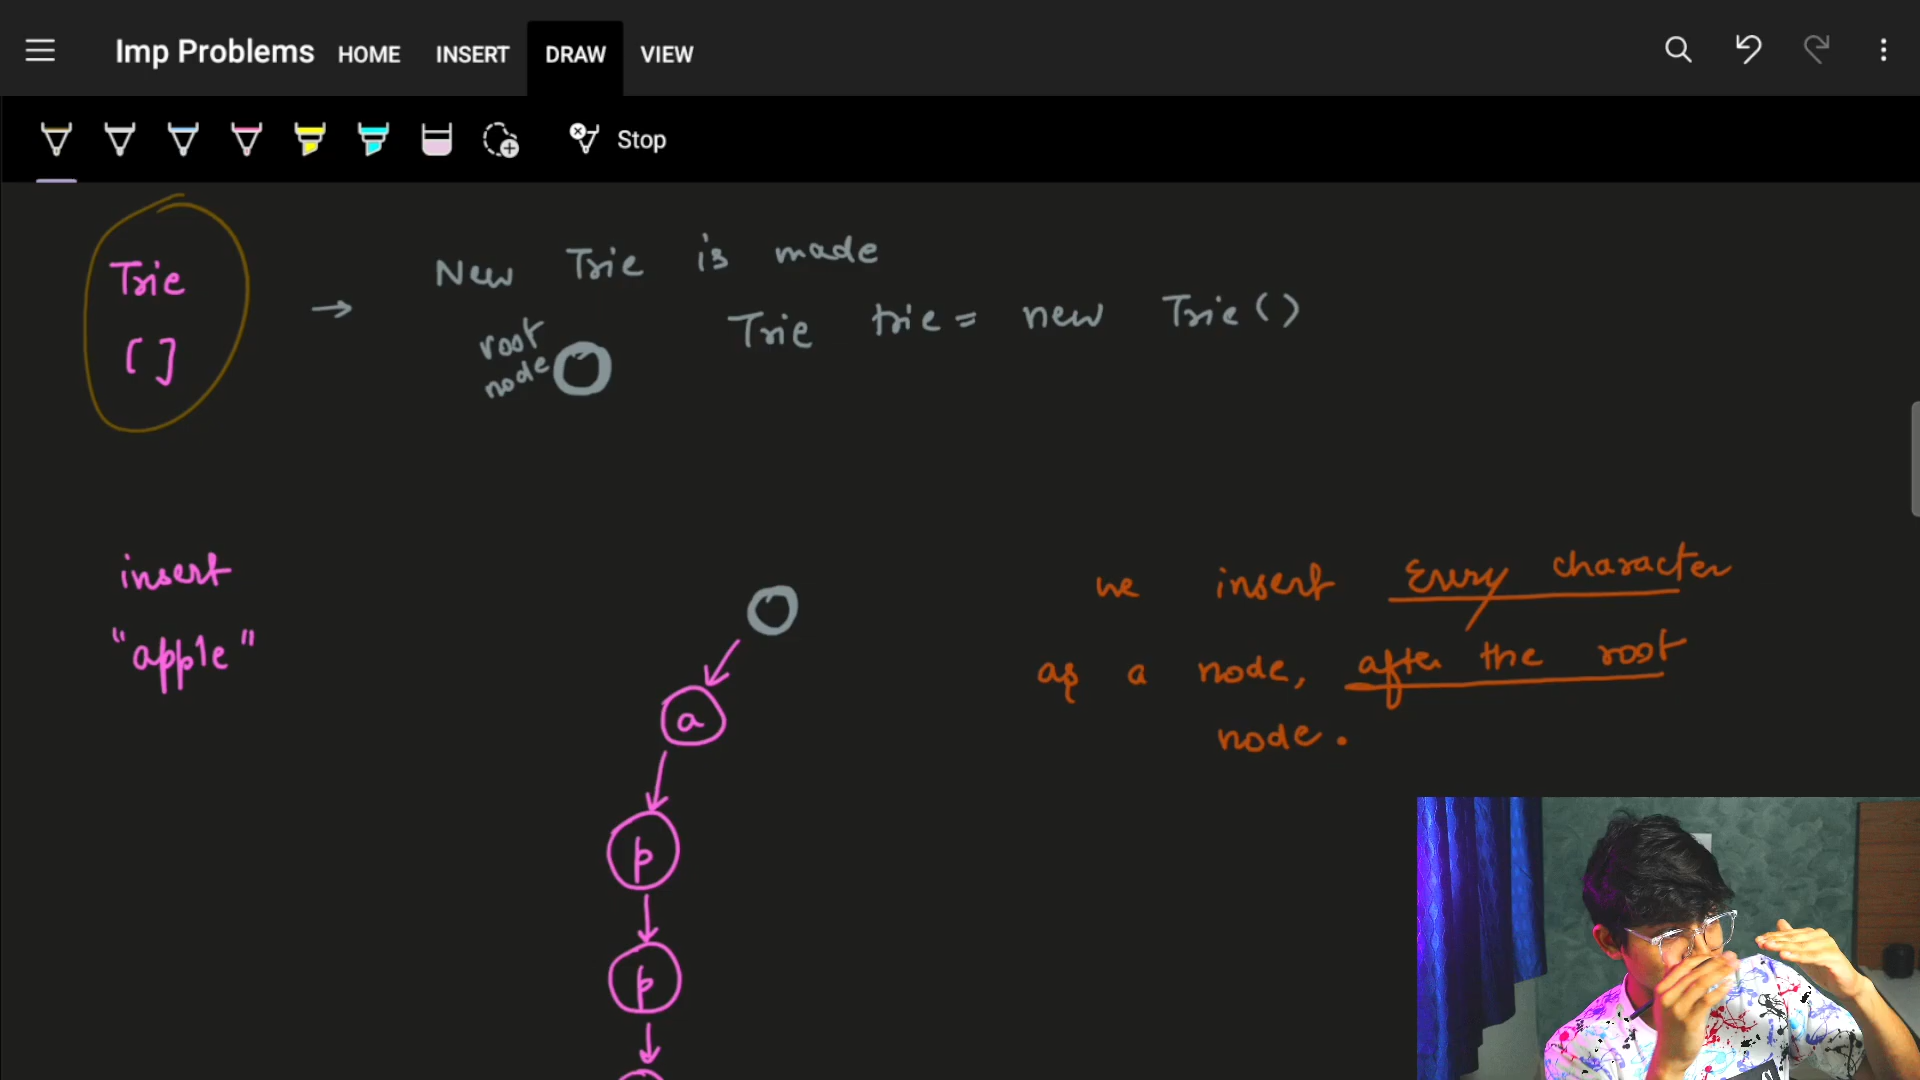 Imp Problems HOME INSERT DRAW VIEW
Stop
Trie
[]
→ New Trie is made
root
node
Trie trie = new Trie()
insert
"apple"
we insert Every character
as a node, after the root
node.
a
p
p